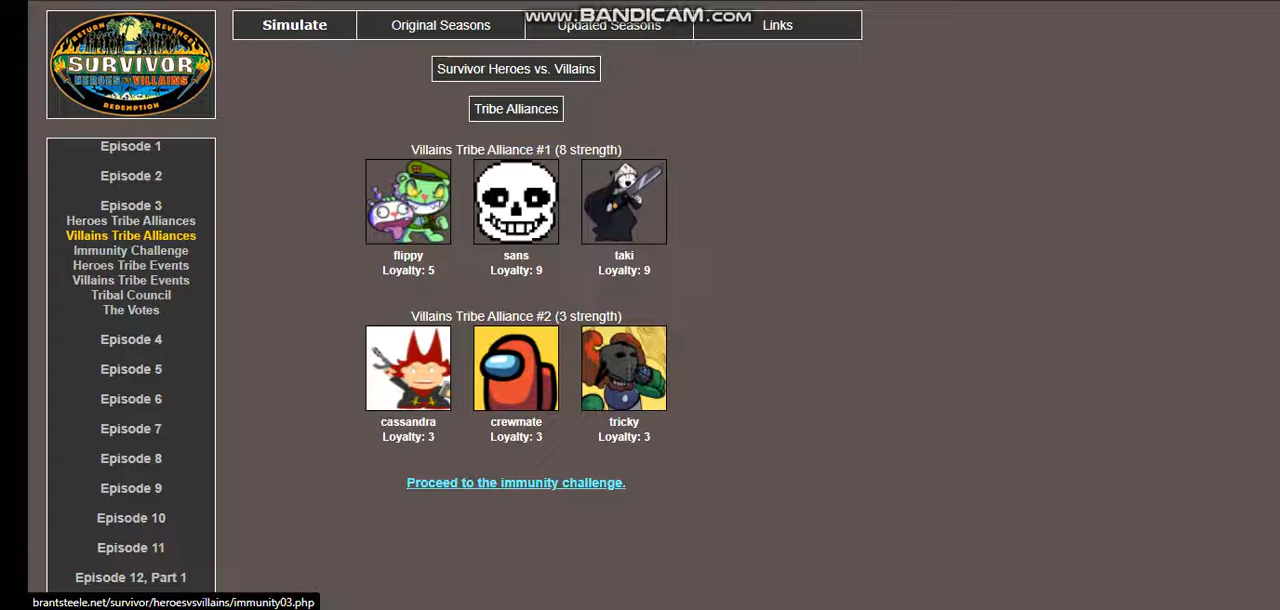 www.BANDICAM.com
RETURN REVENGE
SURVIVOR
HEROES VS. VILLAINS
REDEMPTION
Simulate
Original Seasons
Updated Seasons
Links
Survivor Heroes vs. Villains
Tribe Alliances
Episode 1
Episode 2
Episode 3
Heroes Tribe Alliances
Villains Tribe Alliances
Immunity Challenge
Heroes Tribe Events
Villains Tribe Events
Tribal Council
The Votes
Episode 4
Episode 5
Episode 6
Episode 7
Episode 8
Episode 9
Episode 10
Episode 11
Episode 12, Part 1
Villains Tribe Alliance #1 (8 strength)
flippy sans taki
Loyalty: 5 Loyalty: 9 Loyalty: 9
Villains Tribe Alliance #2 (3 strength)
cassandra crewmate tricky
Loyalty: 3 Loyalty: 3 Loyalty: 3
Proceed to the immunity challenge.
brantsteele.net/survivor/heroesvsvillains/immunity03.php